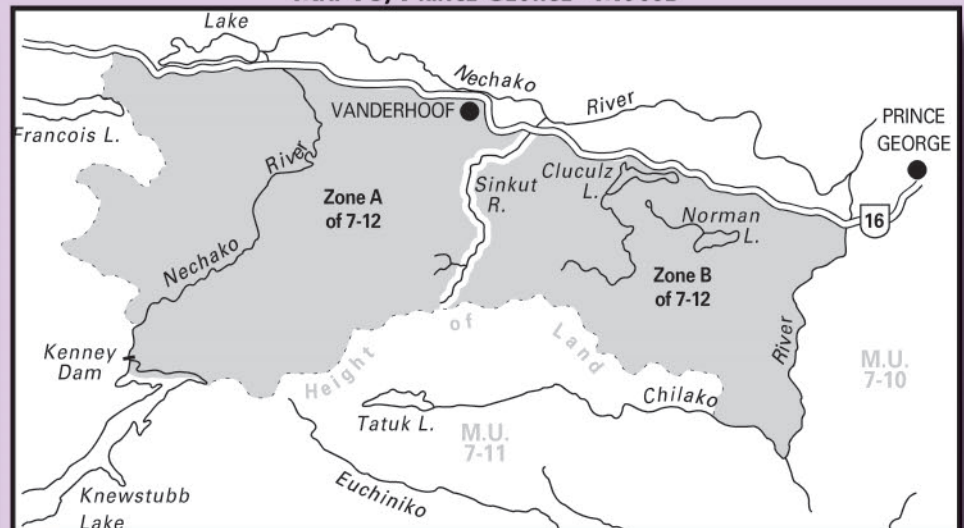 Lake
Nechako
River
VANDERHOOF
PRINCE
GEORGE
Francois L.
River
Cluculz
L.
Sinkut
R.
Zone A
of 7-12
Norman
L.
16
Nechako
Zone B
of 7-12
of
Height
Land
River
Kenney
Dam
M.U.
7-10
Chilako
Tatuk L.
M.U.
7-11
Knewstubb
Lake
Euchiniko